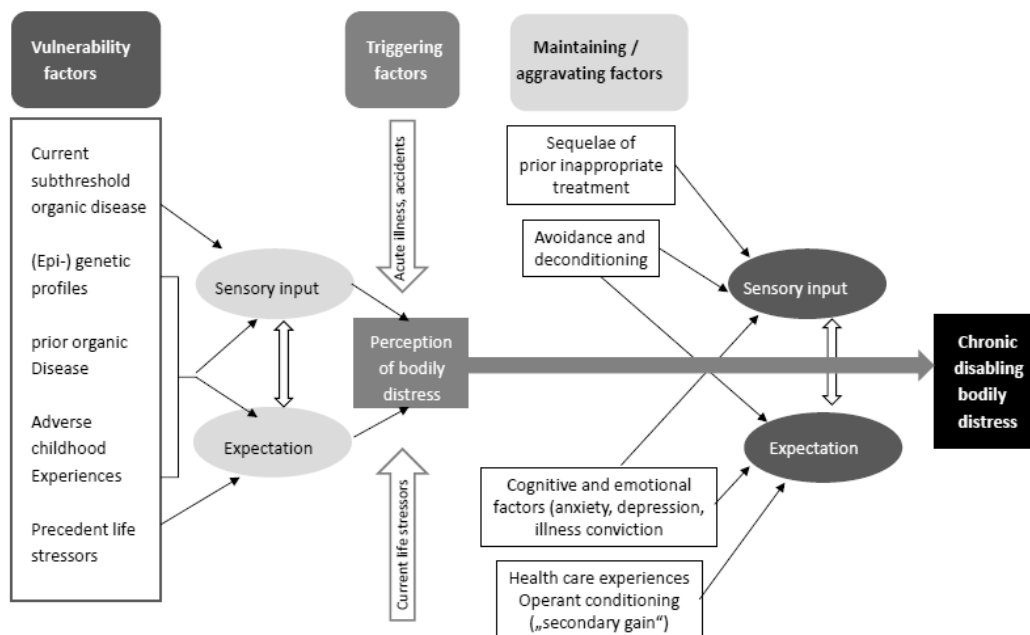 Vulnerability
factors
Triggering
factors
Maintaining /
aggravating factors
Current
subthreshold
organic disease
(Epi-) genetic
profiles
prior organic
Disease
Adverse
childhood
Experiences
Precedent life
stressors
Sensory input
Expectation
Acute illness, accidents
Perception
of bodily
distress
Current life stressors
Sequelae of
prior inappropriate
treatment
Avoidance and
deconditioning
Sensory input
Expectation
Cognitive and emotional
factors (anxiety, depression,
illness conviction
Health care experiences
Operant conditioning
(„secondary gain“)
Chronic
disabling
bodily
distress